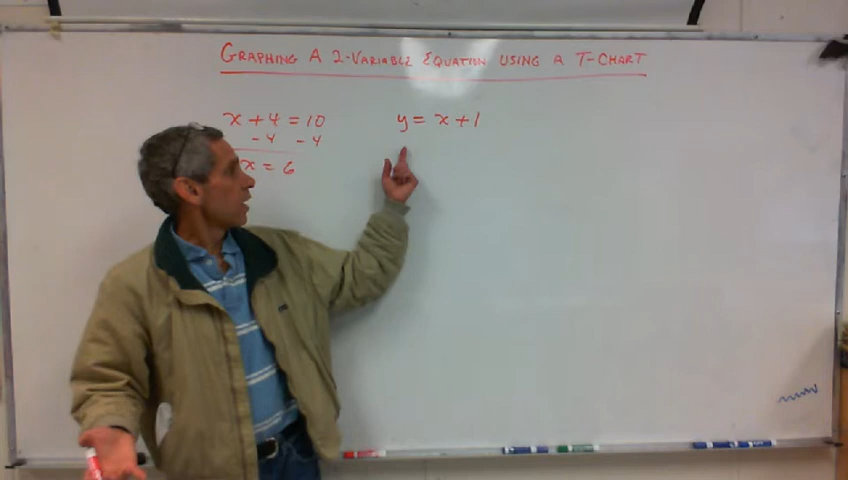 GRAPHING A 2-VARIABLE EQUATION USING A T-CHART
x + 4 = 10
- 4 - 4
x = 6
y = x + 1